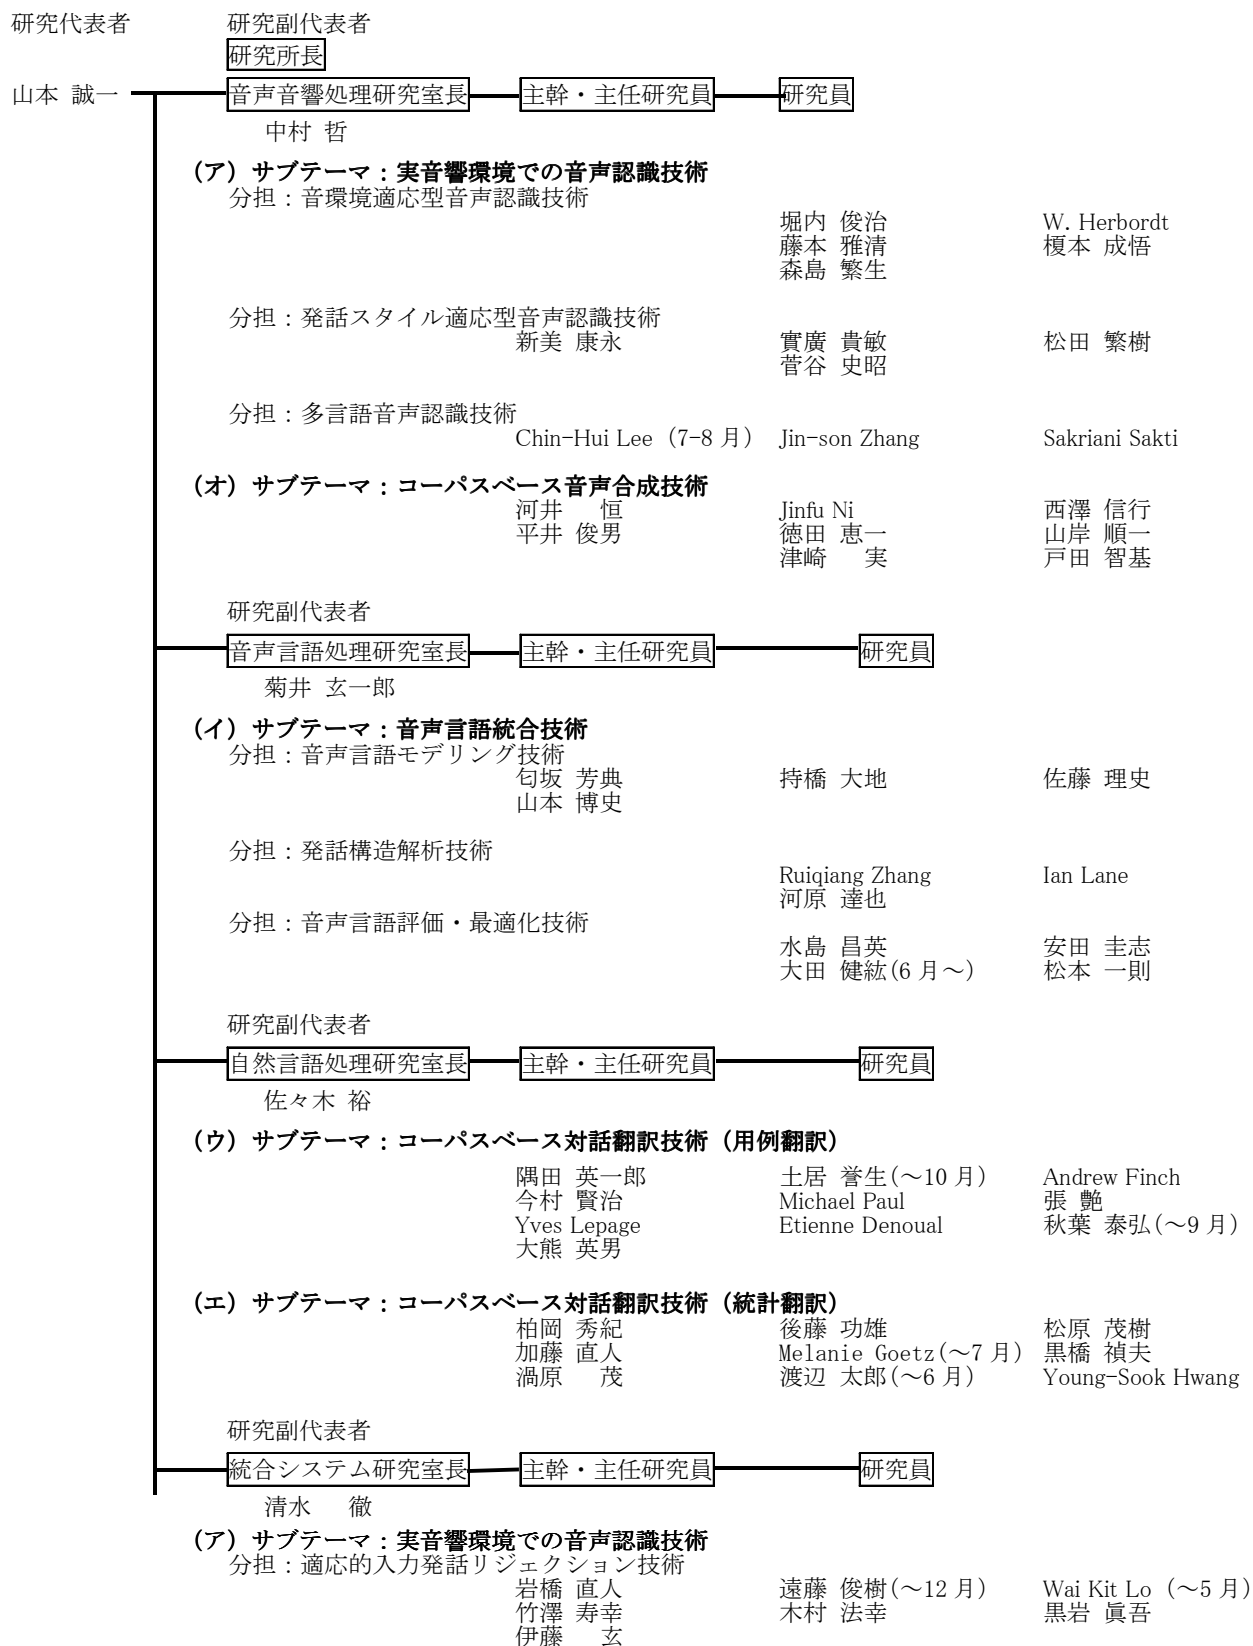 研究代表者 研究副代表者
研究所長
山本 誠一 音声音響処理研究室長 主幹・主任研究員 研究員
中村 哲
(ア) サブテーマ：実音響環境での音声認識技術
分担：音環境適応型音声認識技術
堀内 俊治 W. Herbordt
藤本 雅清 榎本 成悟
森島 繁生
分担：発話スタイル適応型音声認識技術
新美 康永 實廣 貴敏 松田 繁樹
菅谷 史昭
分担：多言語音声認識技術
Chin-Hui Lee (7-8 月) Jin-son Zhang Sakriani Sakti
(オ) サブテーマ：コーパスベース音声合成技術
河井 恒 Jinfu Ni 西澤 信行
平井 俊男 徳田 恵一 山岸 順一
津崎 実 戸田 智基
研究副代表者
音声言語処理研究室長 主幹・主任研究員 研究員
菊井 玄一郎
(イ) サブテーマ：音声言語統合技術
分担：音声言語モデリング技術
匂坂 芳典 持橋 大地 佐藤 理史
山本 博史
分担：発話構造解析技術
Ruiqiang Zhang Ian Lane
河原 達也
分担：音声言語評価・最適化技術
水島 昌英 安田 圭志
大田 健紘(6 月～) 松本 一則
研究副代表者
自然言語処理研究室長 主幹・主任研究員 研究員
佐々木 裕
(ウ) サブテーマ：コーパスベース対話翻訳技術（用例翻訳）
隅田 英一郎 土居 誉生(～10 月) Andrew Finch
今村 賢治 Michael Paul 張 艶
Yves Lepage Etienne Denoual 秋葉 泰弘(～9 月)
大熊 英男
(エ) サブテーマ：コーパスベース対話翻訳技術（統計翻訳）
柏岡 秀紀 後藤 功雄 松原 茂樹
加藤 直人 Melanie Goetz(～7 月) 黒橋 禎夫
渦原 茂 渡辺 太郎(～6 月) Young-Sook Hwang
研究副代表者
統合システム研究室長 主幹・主任研究員 研究員
清水 徹
(ア) サブテーマ：実音響環境での音声認識技術
分担：適応的入力発話リジェクション技術
岩橋 直人 遠藤 俊樹(～12 月) Wai Kit Lo (～5 月)
竹澤 寿幸 木村 法幸 黒岩 眞吾
伊藤 玄